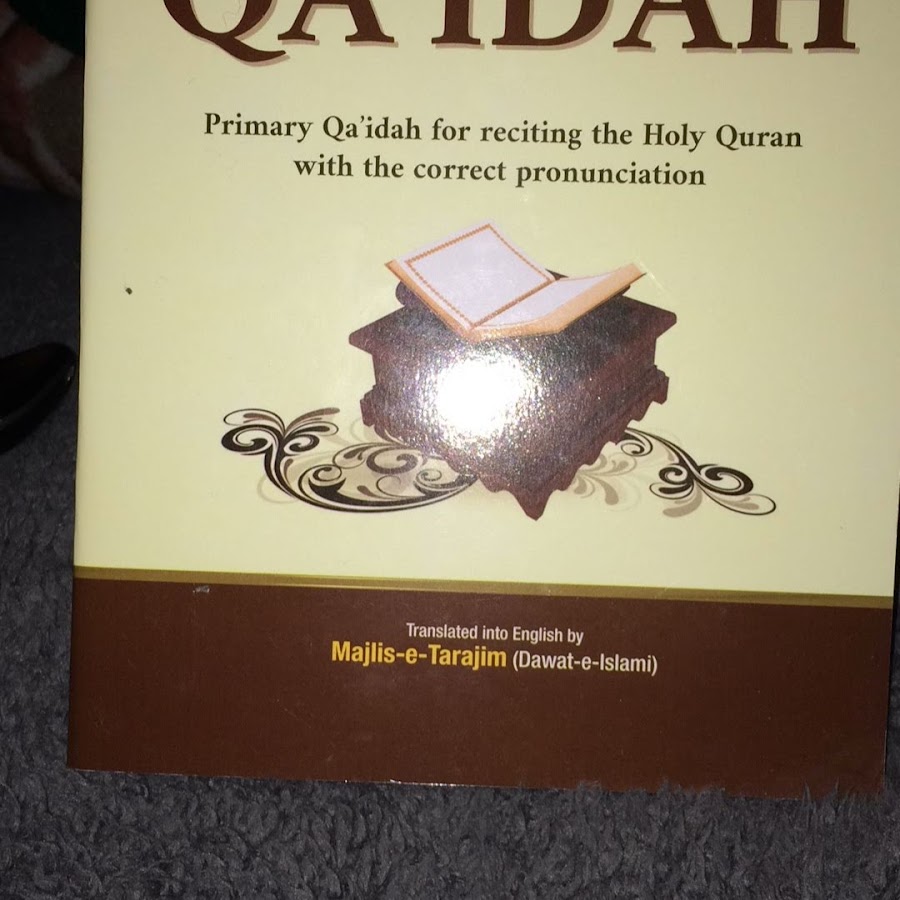 QA'IDAH
Primary Qa'idah for reciting the Holy Quran
with the correct pronunciation
Translated into English by
Majlis-e-Tarajim (Dawat-e-Islami)